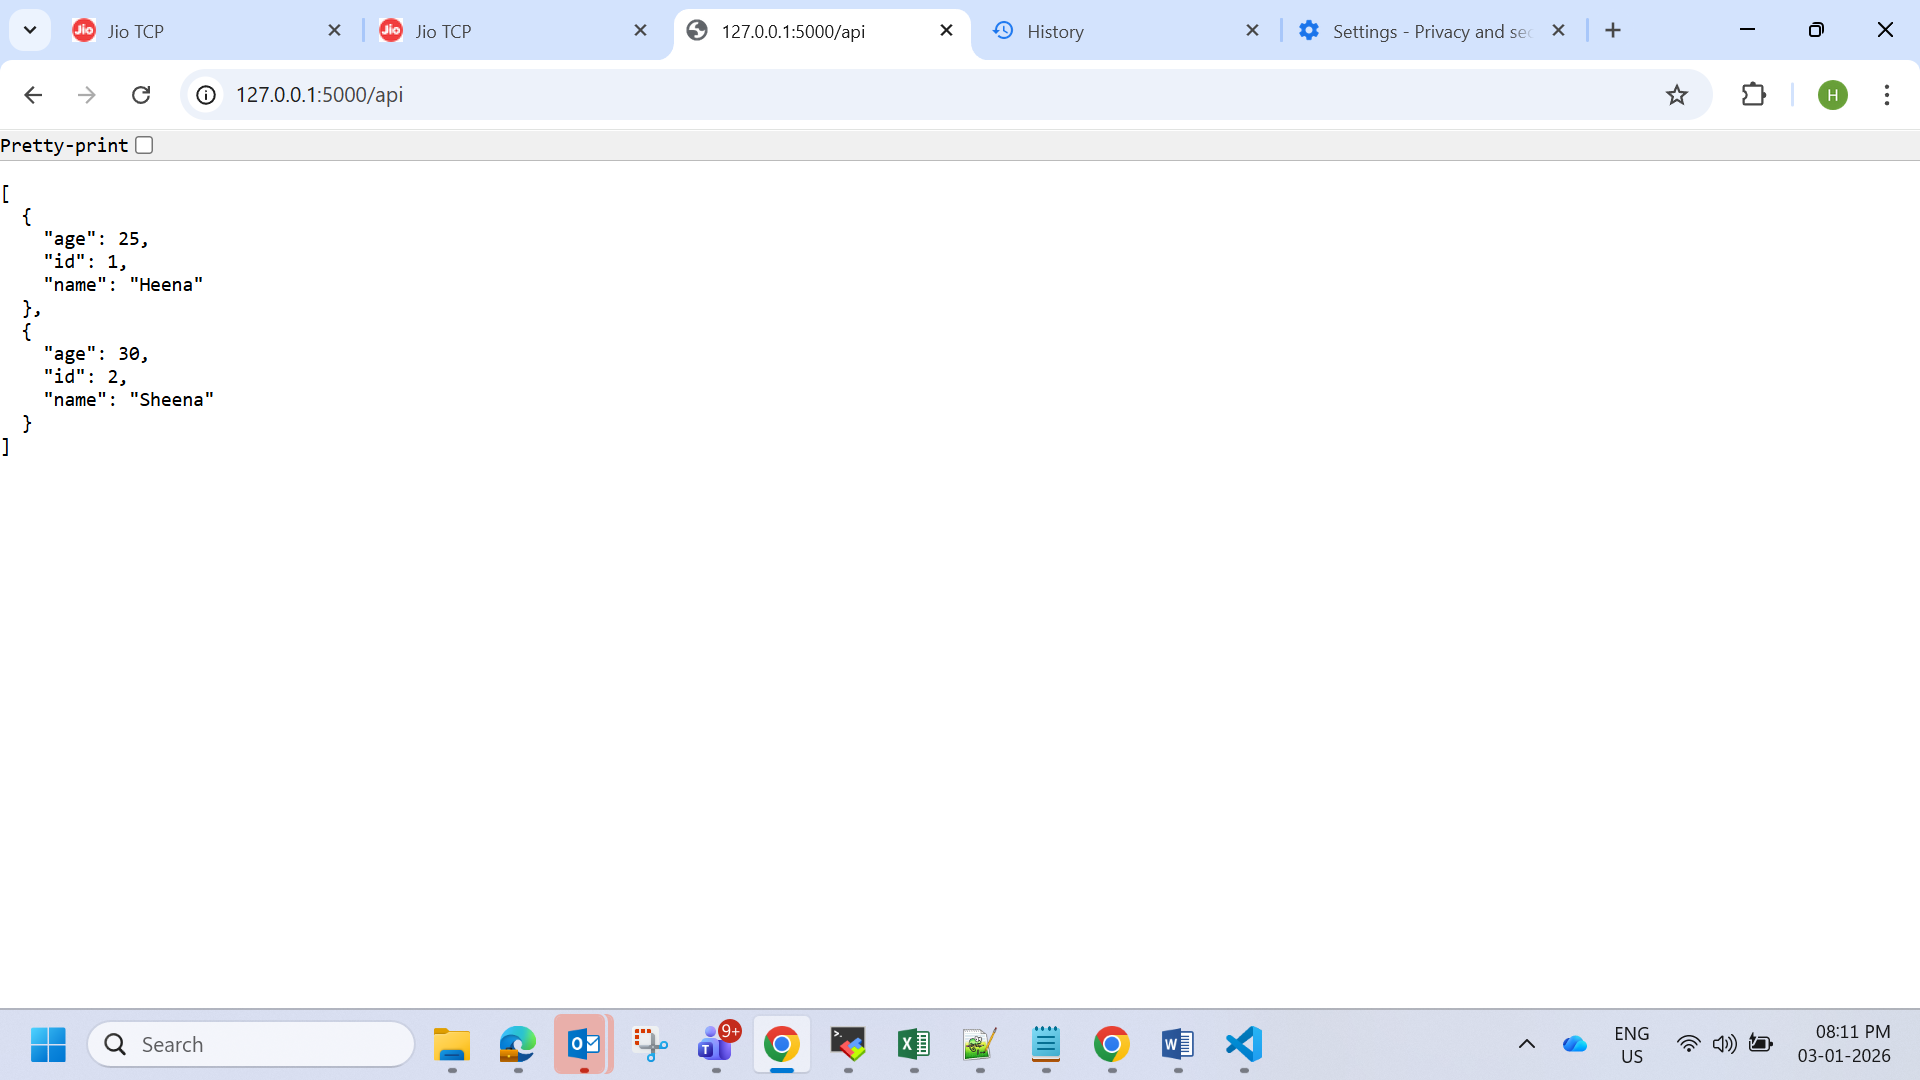 Jio TCP
Jio TCP
127.0.0.1:5000/api
History
Settings - Privacy and sec
127.0.0.1:5000/api
H
Pretty-print
[
  {
    "age": 25,
    "id": 1,
    "name": "Heena"
  },
  {
    "age": 30,
    "id": 2,
    "name": "Sheena"
  }
]
Search
9+
ENG
US
08:11 PM
03-01-2026